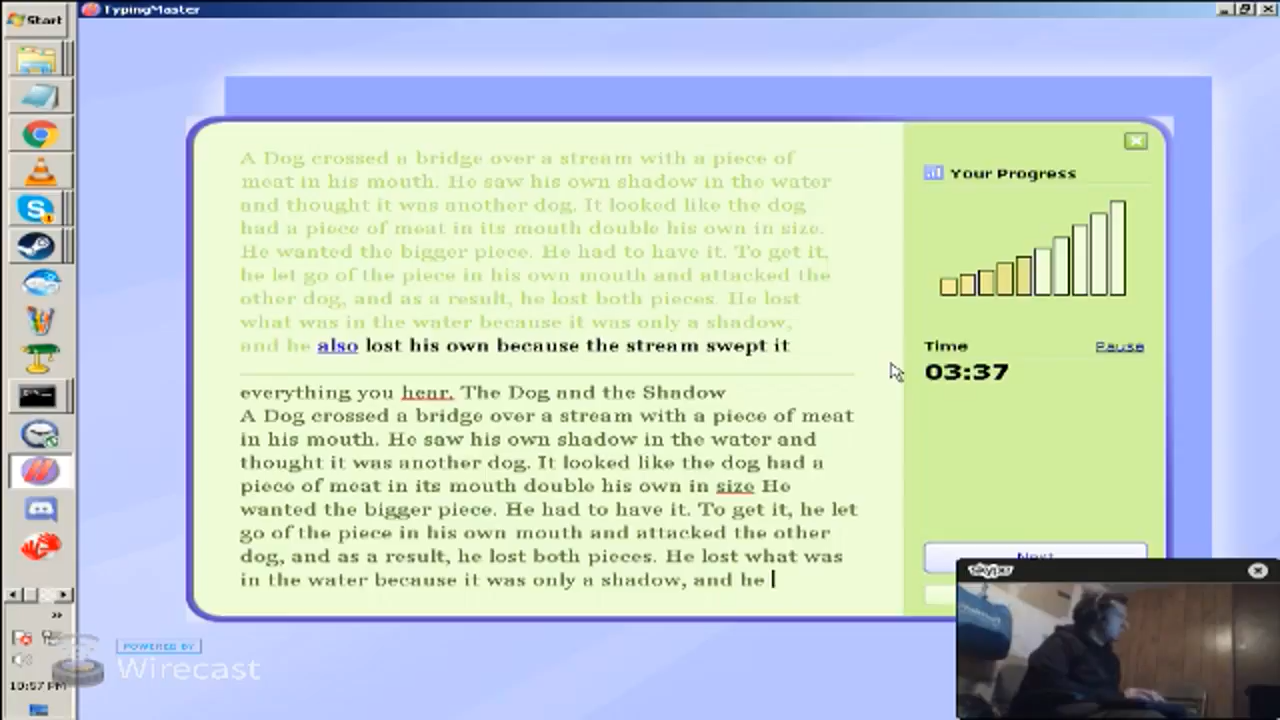 Start
TypingMaster
A Dog crossed a bridge over a stream with a piece of
meat in his mouth. He saw his own shadow in the water
and thought it was another dog. It looked like the dog
had a piece of meat in its mouth double his own in size.
He wanted the bigger piece. He had to have it. To get it,
he let go of the piece in his own mouth and attacked the
other dog, and as a result, he lost both pieces. He lost
what was in the water because it was only a shadow,
and he also lost his own because the stream swept it
everything you henr. The Dog and the Shadow
A Dog crossed a bridge over a stream with a piece of meat
in his mouth. He saw his own shadow in the water and
thought it was another dog. It looked like the dog had a
piece of meat in its mouth double his own in size He
wanted the bigger piece. He had to have it. To get it, he let
go of the piece in his own mouth and attacked the other
dog, and as a result, he lost both pieces. He lost what was
in the water because it was only a shadow, and he
Your Progress
Time
Pause
03:37
Next
skype
POWERED BY
Wirecast
10:57 PM